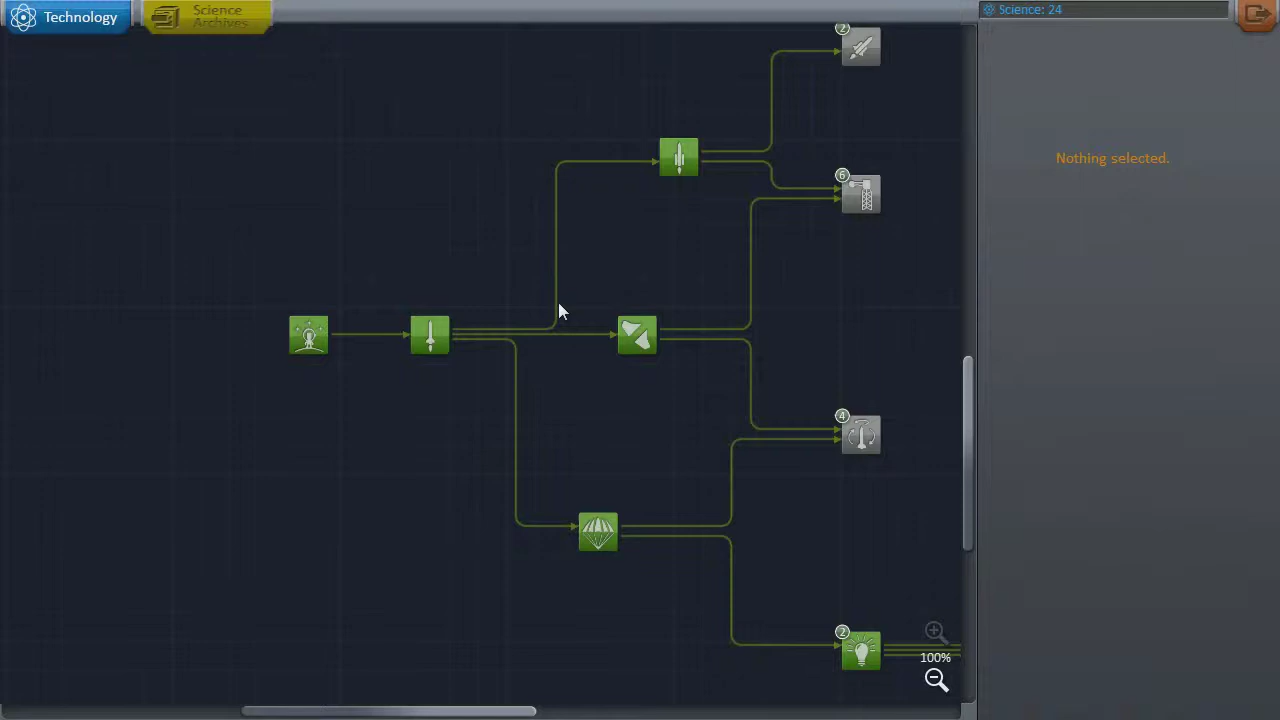 Technology
Science
Archives
Science: 24
Nothing selected.
2
6
4
2
100%